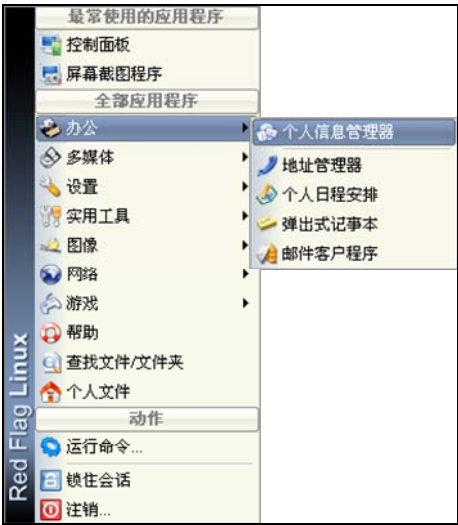 最常使用的应用程序
控制面板
屏幕截图程序
全部应用程序
办公
多媒体
设置
实用工具
图像
网络
游戏
帮助
查找文件/文件夹
个人文件
动作
运行命令...
锁住会话
注销...
个人信息管理器
地址管理器
个人日程安排
弹出式记事本
邮件客户程序
Red Flag Linux